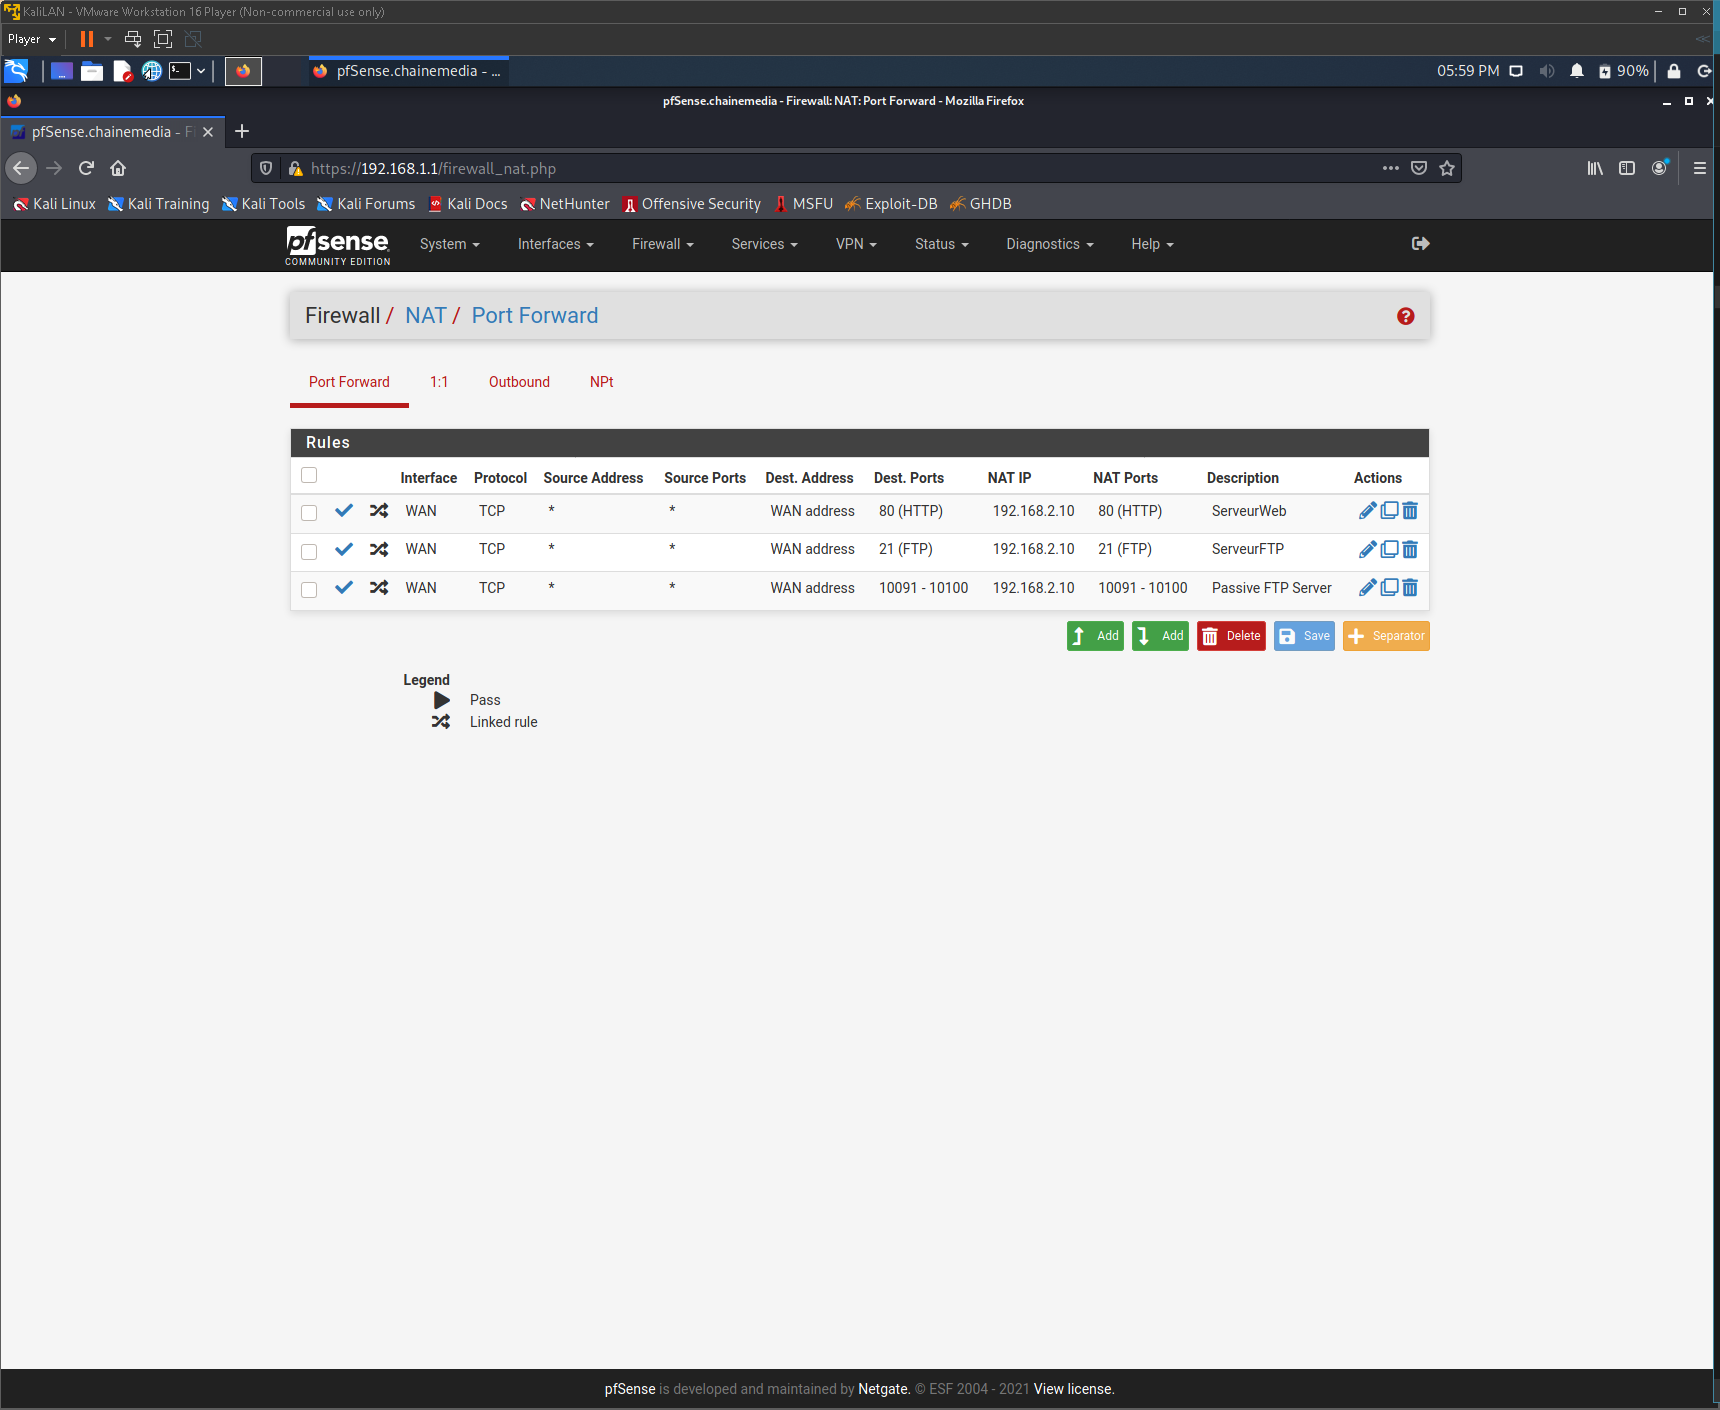 KaliLAN - VMware Workstation 16 Player (Non-commercial use only)
Player
pfSense.chainemedia - ...
05:59 PM
90%
pfSense.chainemedia - Firewall: NAT: Port Forward - Mozilla Firefox
pfSense.chainemedia - F
https://192.168.1.1/firewall_nat.php
Kali Linux Kali Training Kali Tools Kali Forums Kali Docs NetHunter Offensive Security MSFU Exploit-DB GHDB
pfsense
COMMUNITY EDITION
System Interfaces Firewall Services VPN Status Diagnostics Help
Firewall / NAT / Port Forward
Port Forward 1:1 Outbound NPt
Rules
Interface Protocol Source Address Source Ports Dest. Address Dest. Ports NAT IP NAT Ports Description Actions
WAN TCP * * WAN address 80 (HTTP) 192.168.2.10 80 (HTTP) ServeurWeb
WAN TCP * * WAN address 21 (FTP) 192.168.2.10 21 (FTP) ServeurFTP
WAN TCP * * WAN address 10091 - 10100 192.168.2.10 10091 - 10100 Passive FTP Server
Add Add Delete Save Separator
Legend
Pass
Linked rule
pfSense is developed and maintained by Netgate. © ESF 2004 - 2021 View license.